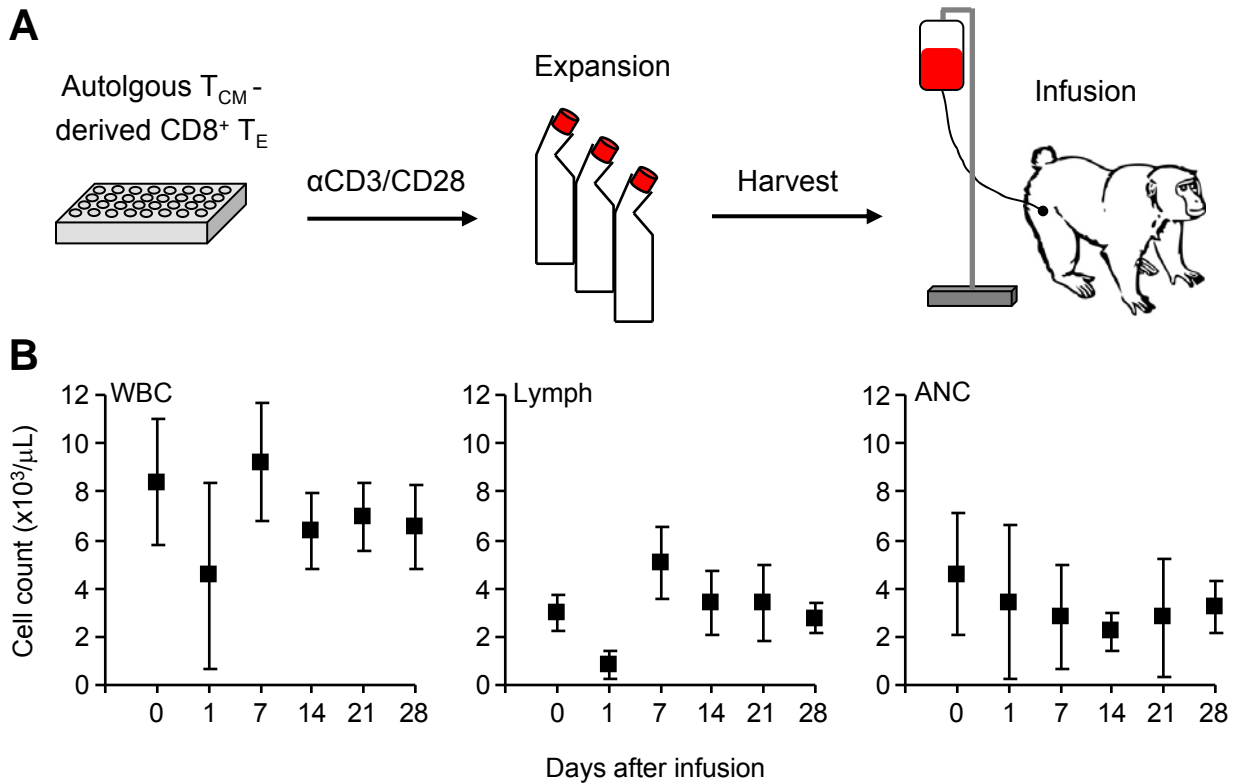 A
Autolgous T_CM -
derived CD8⁺ T_E
αCD3/CD28
Expansion
Harvest
Infusion
B
Cell count (x10³/μL)
WBC
12
10
8
6
4
2
0
0 1 7 14 21 28
Lymph
12
10
8
6
4
2
0
0 1 7 14 21 28
ANC
12
10
8
6
4
2
0
0 1 7 14 21 28
Days after infusion